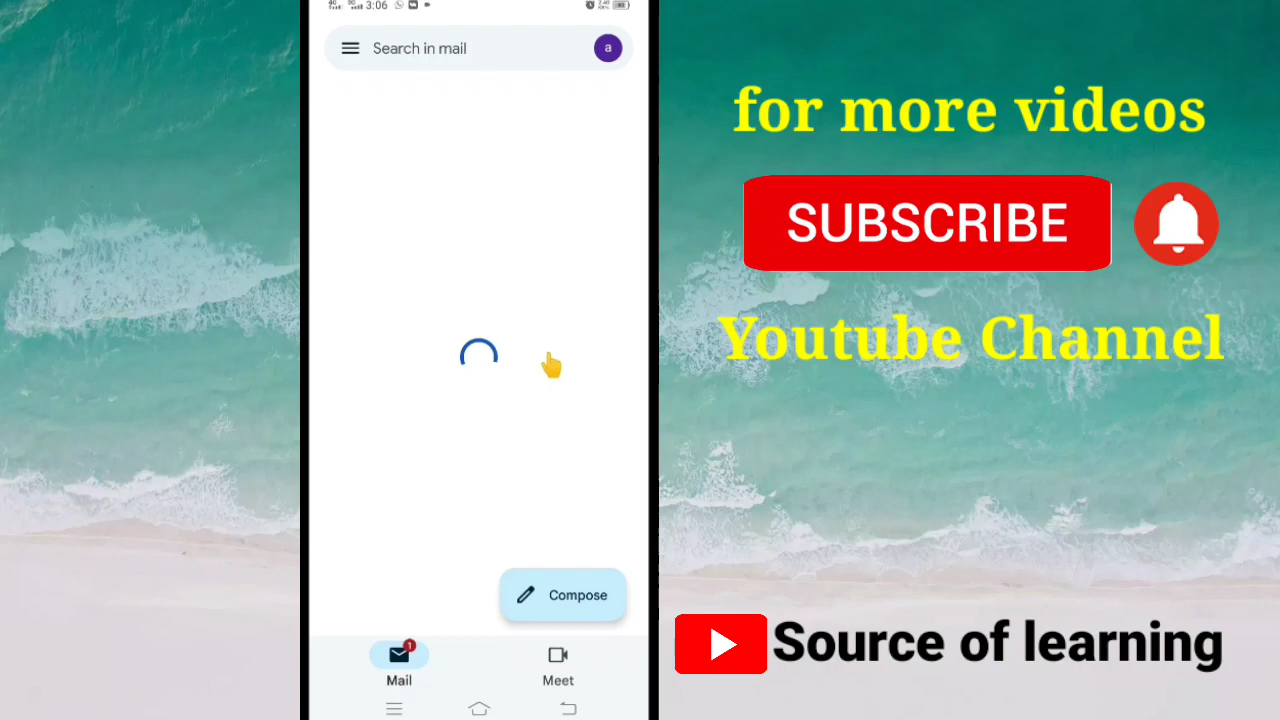 3:06
Search in mail
a
Compose
1
Mail
Meet
for more videos
SUBSCRIBE
Youtube Channel
Source of learning